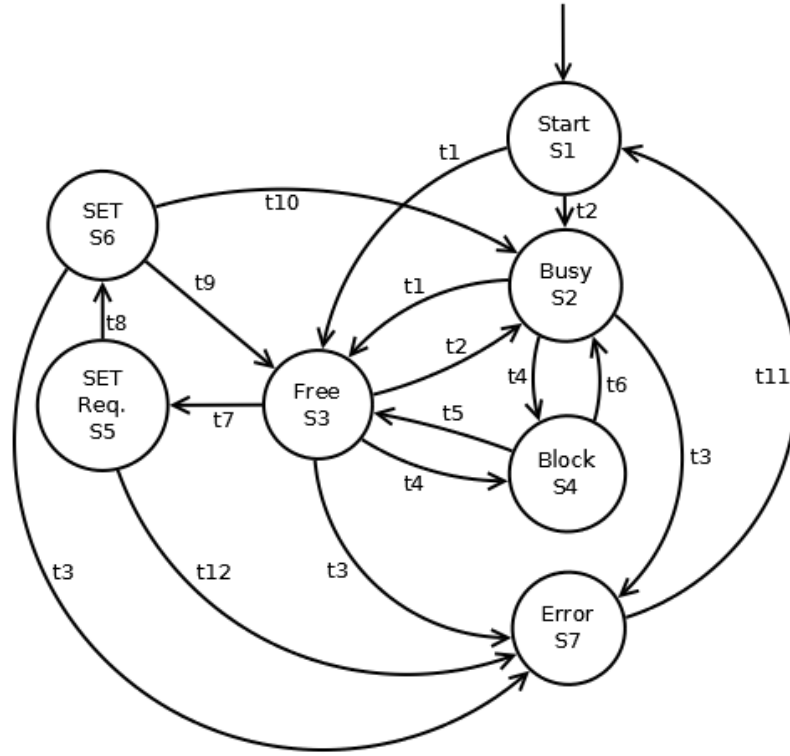 Start
S1
t1
t2
SET
S6
t10
Busy
S2
t9
t1
t8
t2
SET
Req.
S5
Free
S3
t4
t6
t11
t7
t5
Block
S4
t4
t3
t3
t12
t3
Error
S7